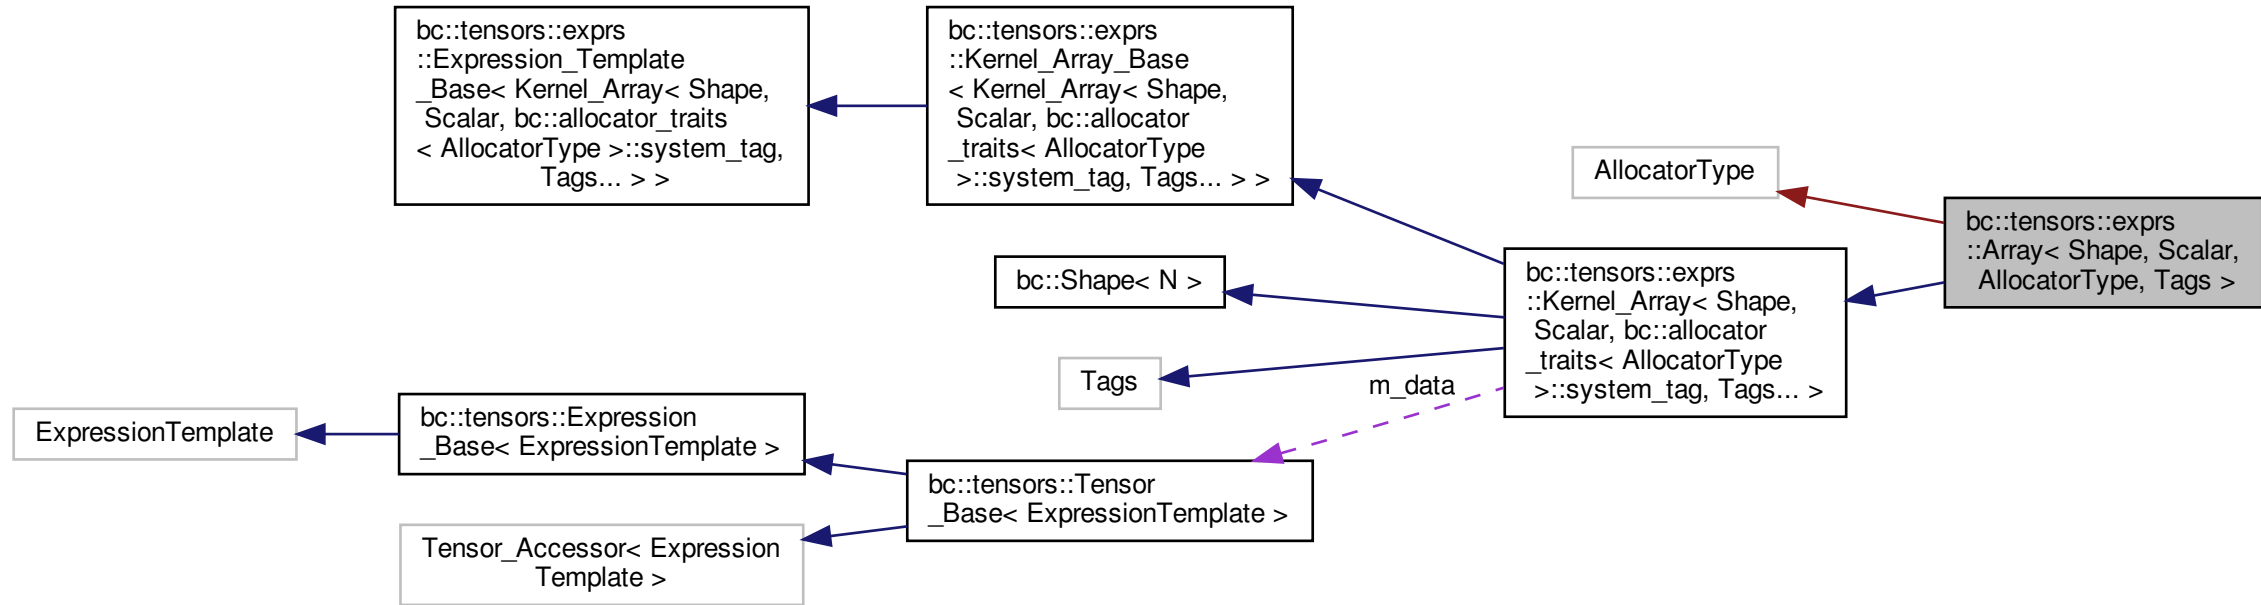 bc::tensors::exprs
::Expression_Template
_Base< Kernel_Array< Shape,
Scalar, bc::allocator_traits
< AllocatorType >::system_tag,
Tags... > >
bc::tensors::exprs
::Kernel_Array_Base
< Kernel_Array< Shape,
Scalar, bc::allocator
_traits< AllocatorType
>::system_tag, Tags... > >
AllocatorType
bc::tensors::exprs
::Array< Shape, Scalar,
AllocatorType, Tags >
bc::Shape< N >
bc::tensors::exprs
::Kernel_Array< Shape,
Scalar, bc::allocator
_traits< AllocatorType
>::system_tag, Tags... >
Tags
m_data
ExpressionTemplate
bc::tensors::Expression
_Base< ExpressionTemplate >
bc::tensors::Tensor
_Base< ExpressionTemplate >
Tensor_Accessor< Expression
Template >